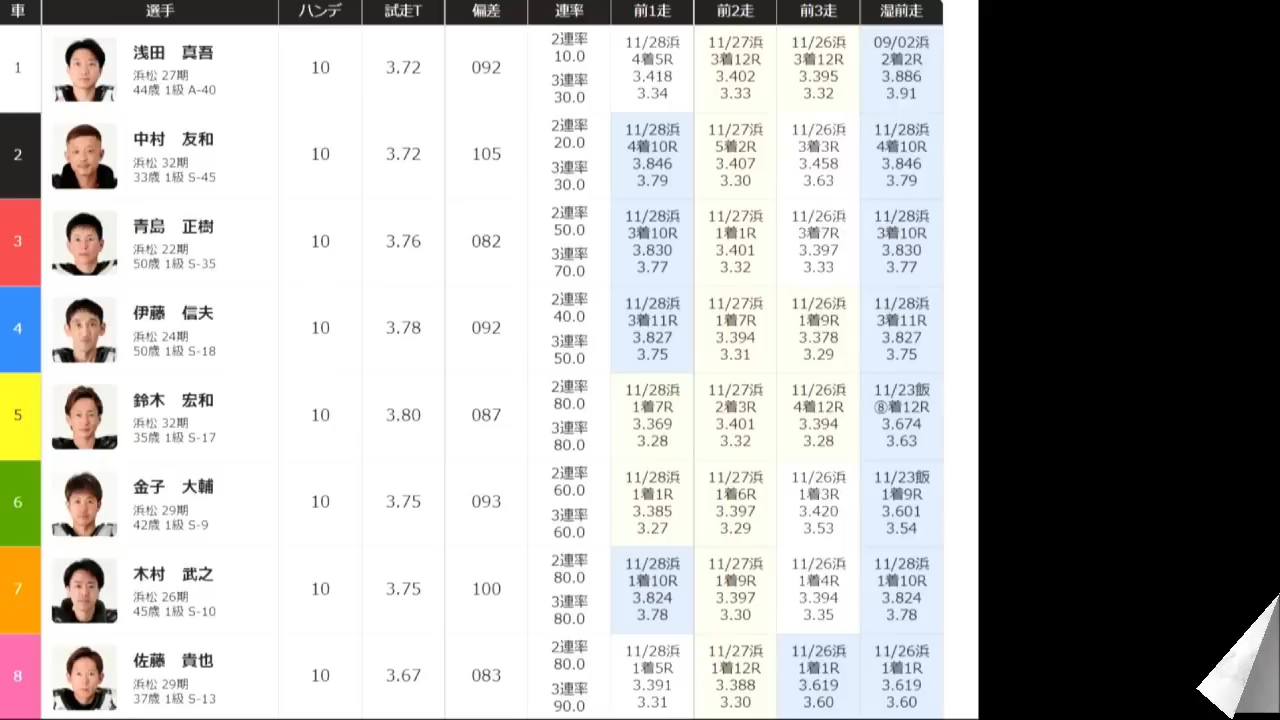 車 選手 ハンデ 試走T 偏差 連率 前1走 前2走 前3走 湿前走
1
浅田 真吾
浜松 27期
44歳 1級 A-40
10 3.72 092
2連率
10.0
3連率
30.0
11/28浜
4着5R
3.418
3.34
11/27浜
3着12R
3.402
3.33
11/26浜
3着12R
3.395
3.32
09/02浜
2着2R
3.886
3.91
2
中村 友和
浜松 32期
33歳 1級 S-45
10 3.72 105
2連率
20.0
3連率
30.0
11/28浜
4着10R
3.846
3.79
11/27浜
5着2R
3.407
3.30
11/26浜
3着3R
3.458
3.63
11/28浜
4着10R
3.846
3.79
3
青島 正樹
浜松 22期
50歳 1級 S-35
10 3.76 082
2連率
50.0
3連率
70.0
11/28浜
3着10R
3.830
3.77
11/27浜
1着1R
3.401
3.32
11/26浜
3着7R
3.397
3.33
11/28浜
3着10R
3.830
3.77
4
伊藤 信夫
浜松 24期
50歳 1級 S-18
10 3.78 092
2連率
40.0
3連率
50.0
11/28浜
3着11R
3.827
3.75
11/27浜
1着7R
3.394
3.31
11/26浜
1着9R
3.378
3.29
11/28浜
3着11R
3.827
3.75
5
鈴木 宏和
浜松 32期
35歳 1級 S-17
10 3.80 087
2連率
80.0
3連率
80.0
11/28浜
1着7R
3.369
3.28
11/27浜
2着3R
3.401
3.32
11/26浜
4着12R
3.394
3.28
11/23飯
⑧着12R
3.674
3.63
6
金子 大輔
浜松 29期
42歳 1級 S-9
10 3.75 093
2連率
60.0
3連率
60.0
11/28浜
1着1R
3.385
3.27
11/27浜
1着6R
3.397
3.29
11/26浜
1着3R
3.420
3.53
11/23飯
1着9R
3.601
3.54
7
木村 武之
浜松 26期
45歳 1級 S-10
10 3.75 100
2連率
80.0
3連率
80.0
11/28浜
1着10R
3.824
3.78
11/27浜
1着9R
3.397
3.30
11/26浜
1着4R
3.394
3.35
11/28浜
1着10R
3.824
3.78
8
佐藤 貴也
浜松 29期
37歳 1級 S-13
10 3.67 083
2連率
80.0
3連率
90.0
11/28浜
1着5R
3.391
3.31
11/27浜
1着12R
3.388
3.30
11/26浜
1着1R
3.619
3.60
11/26浜
1着1R
3.619
3.60